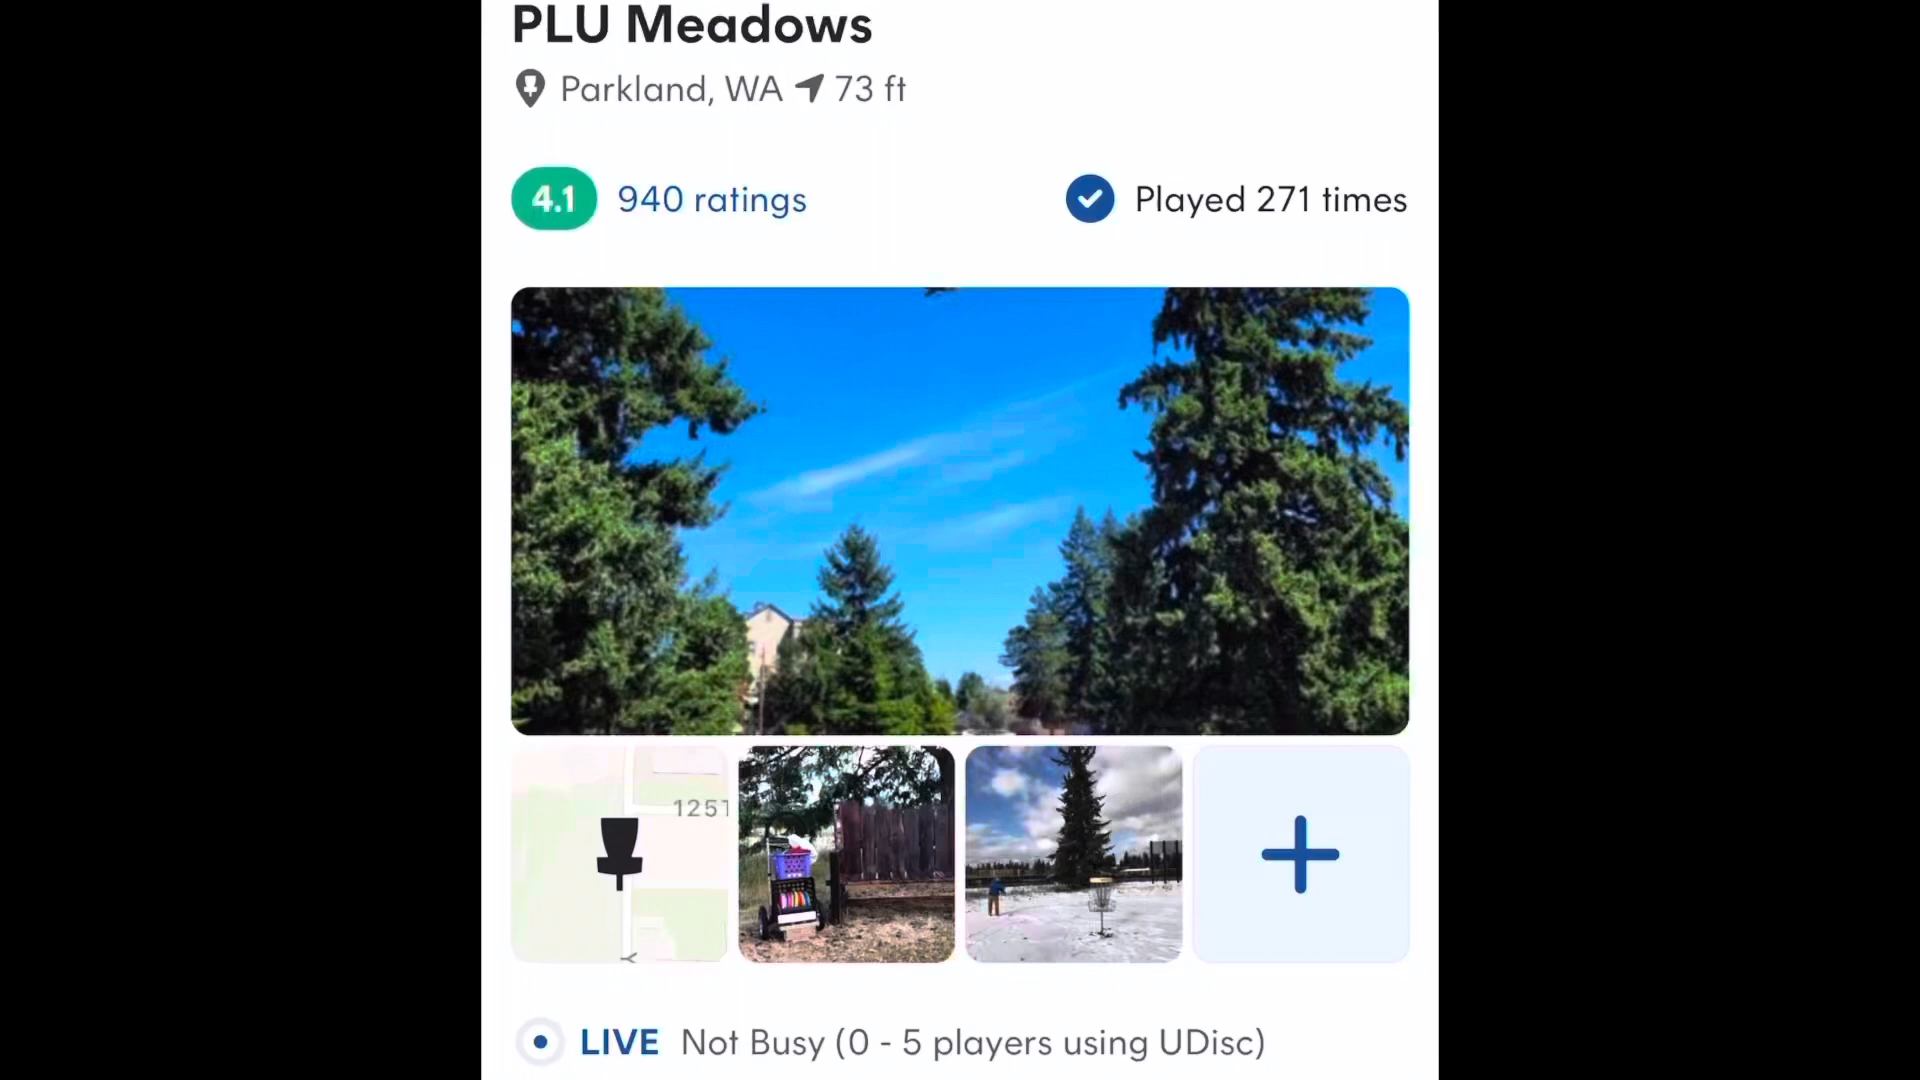 PLU Meadows
Parkland, WA 73 ft
4.1 940 ratings Played 271 times
1251
LIVE Not Busy (0 - 5 players using UDisc)